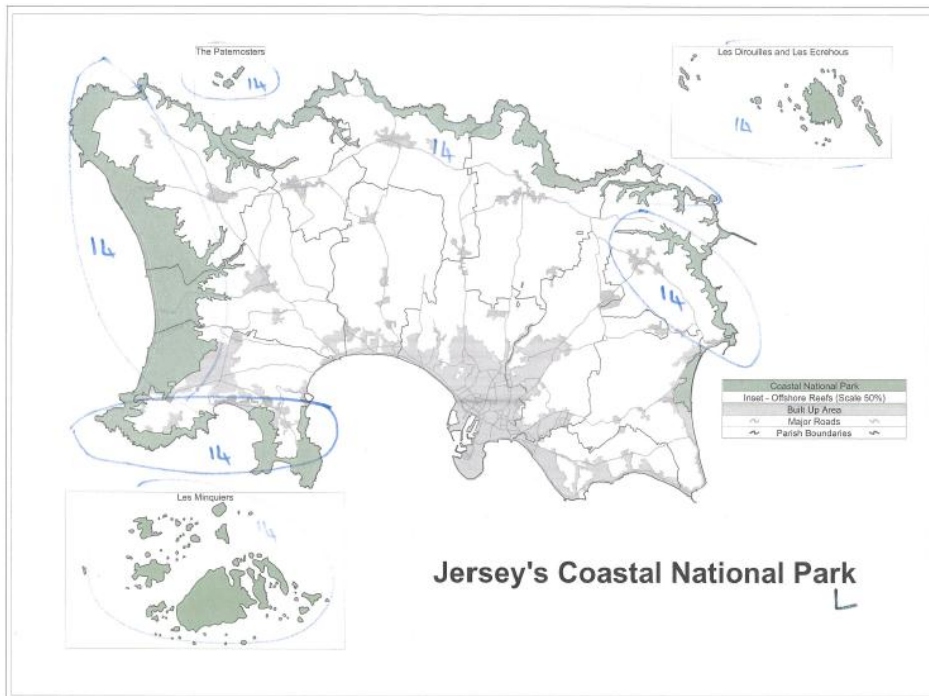 The Paternosters
14
Les Dirouilles and Les Ecrehous
14
14
14
14
Coastal National Park
Inset - Offshore Reefs (Scale 50%)
Built Up Area
Major Roads
Parish Boundaries
14
Les Minquiers
14
Jersey's Coastal National Park
L